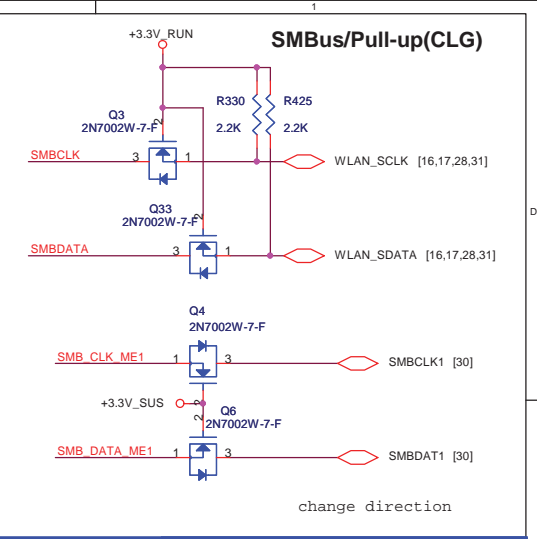 1
+3.3V_RUN
SMBus/Pull-up(CLG)
R330 R425
Q3
2N7002W-7-F
2
2.2K 2.2K
SMBCLK 3 1 WLAN_SCLK [16,17,28,31]
D
Q33
2N7002W-7-F
2
SMBDATA 3 1 WLAN_SDATA [16,17,28,31]
Q4
2N7002W-7-F
SMB_CLK_ME1 1 3 SMBCLK1 [30]
2
+3.3V_SUS
Q6
2
2N7002W-7-F
SMB_DATA_ME1 1 3 SMBDAT1 [30]
change direction